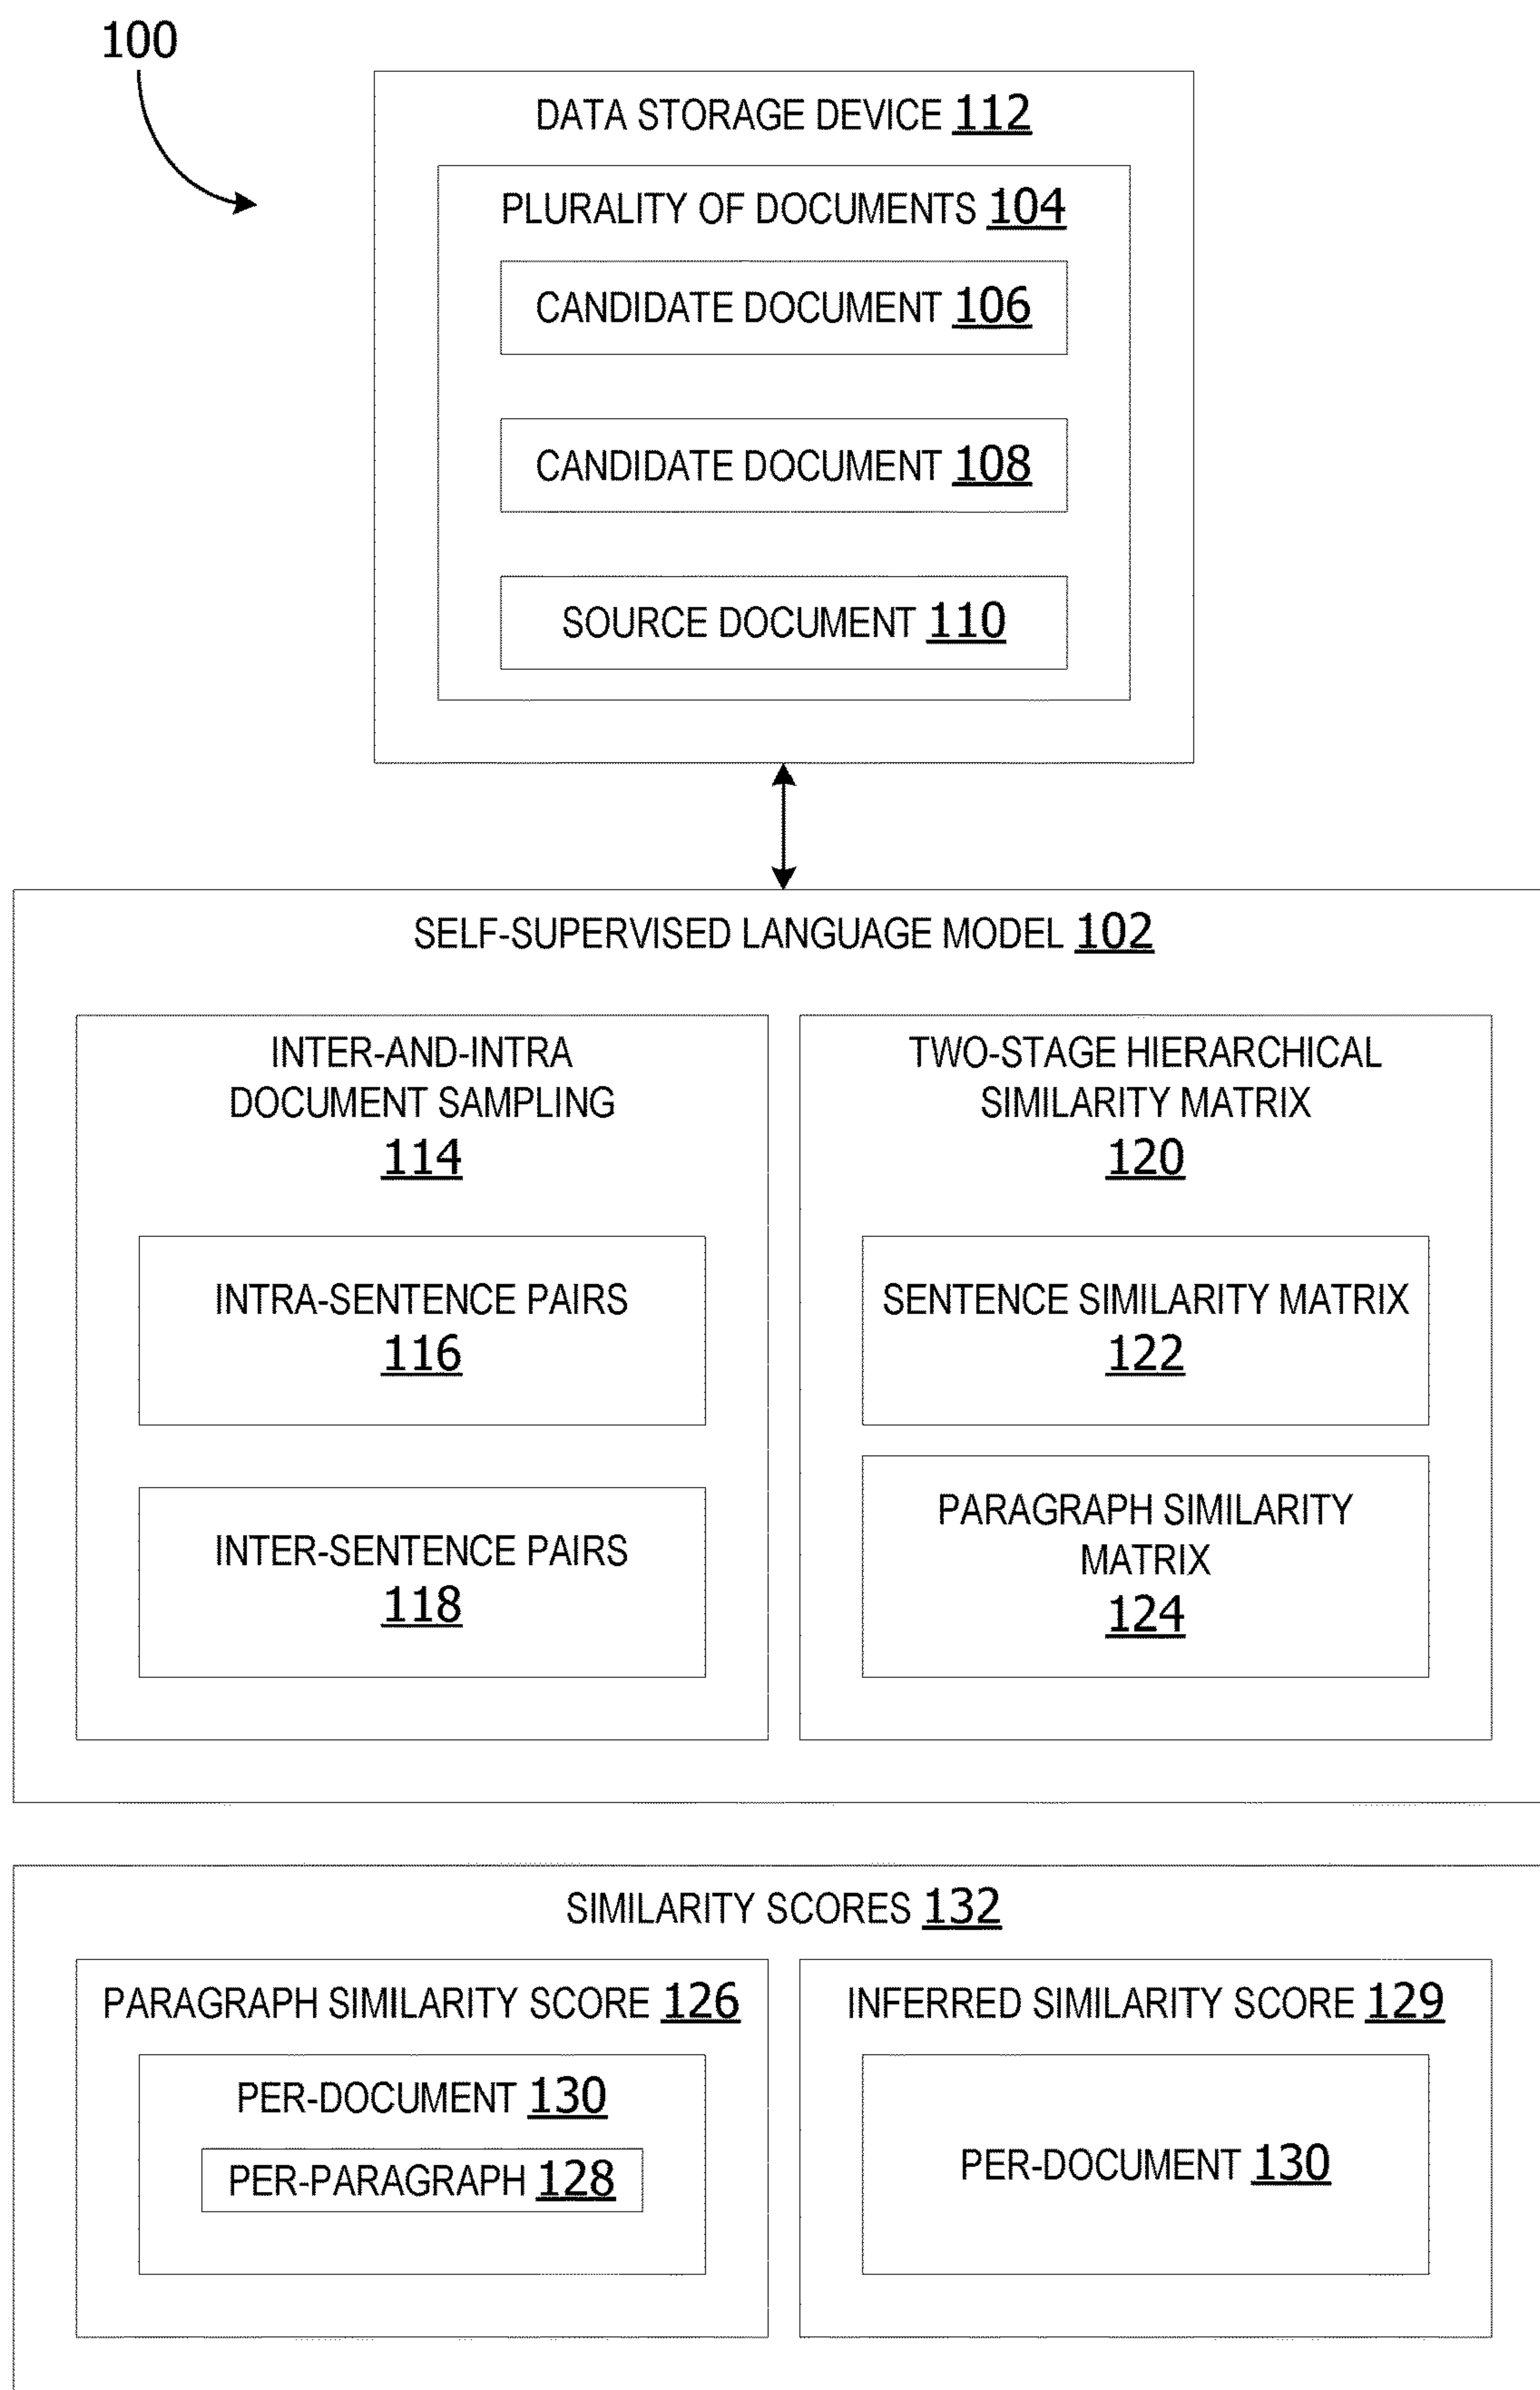 100
DATA STORAGE DEVICE 112
PLURALITY OF DOCUMENTS 104
CANDIDATE DOCUMENT 106
CANDIDATE DOCUMENT 108
SOURCE DOCUMENT 110
SELF-SUPERVISED LANGUAGE MODEL 102
INTER-AND-INTRA
DOCUMENT SAMPLING
114
INTRA-SENTENCE PAIRS
116
INTER-SENTENCE PAIRS
118
TWO-STAGE HIERARCHICAL
SIMILARITY MATRIX
120
SENTENCE SIMILARITY MATRIX
122
PARAGRAPH SIMILARITY
MATRIX
124
SIMILARITY SCORES 132
PARAGRAPH SIMILARITY SCORE 126
PER-DOCUMENT 130
PER-PARAGRAPH 128
INFERRED SIMILARITY SCORE 129
PER-DOCUMENT 130